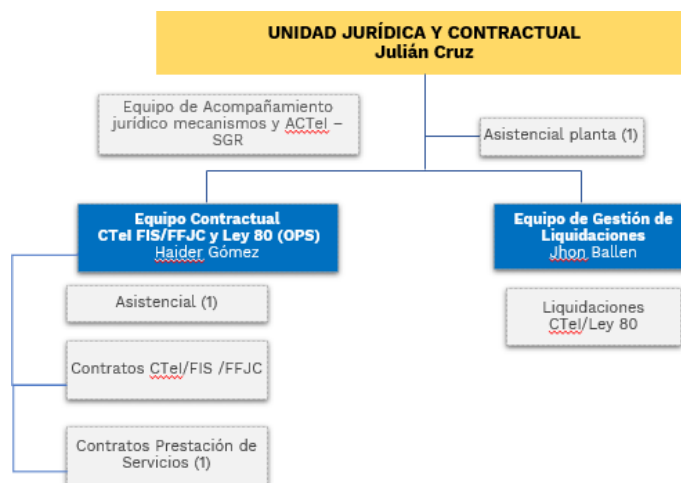 UNIDAD JURÍDICA Y CONTRACTUAL
Julián Cruz
Equipo de Acompañamiento
jurídico mecanismos y ACTeI –
SGR
Asistencial planta (1)
Equipo Contractual
CTeI FIS/FFJC y Ley 80 (OPS)
Haider Gómez
Equipo de Gestión de
Liquidaciones
Jhon Ballen
Asistencial (1)
Liquidaciones
CTeI/Ley 80
Contratos CTeI/FIS /FFJC
Contratos Prestación de
Servicios (1)